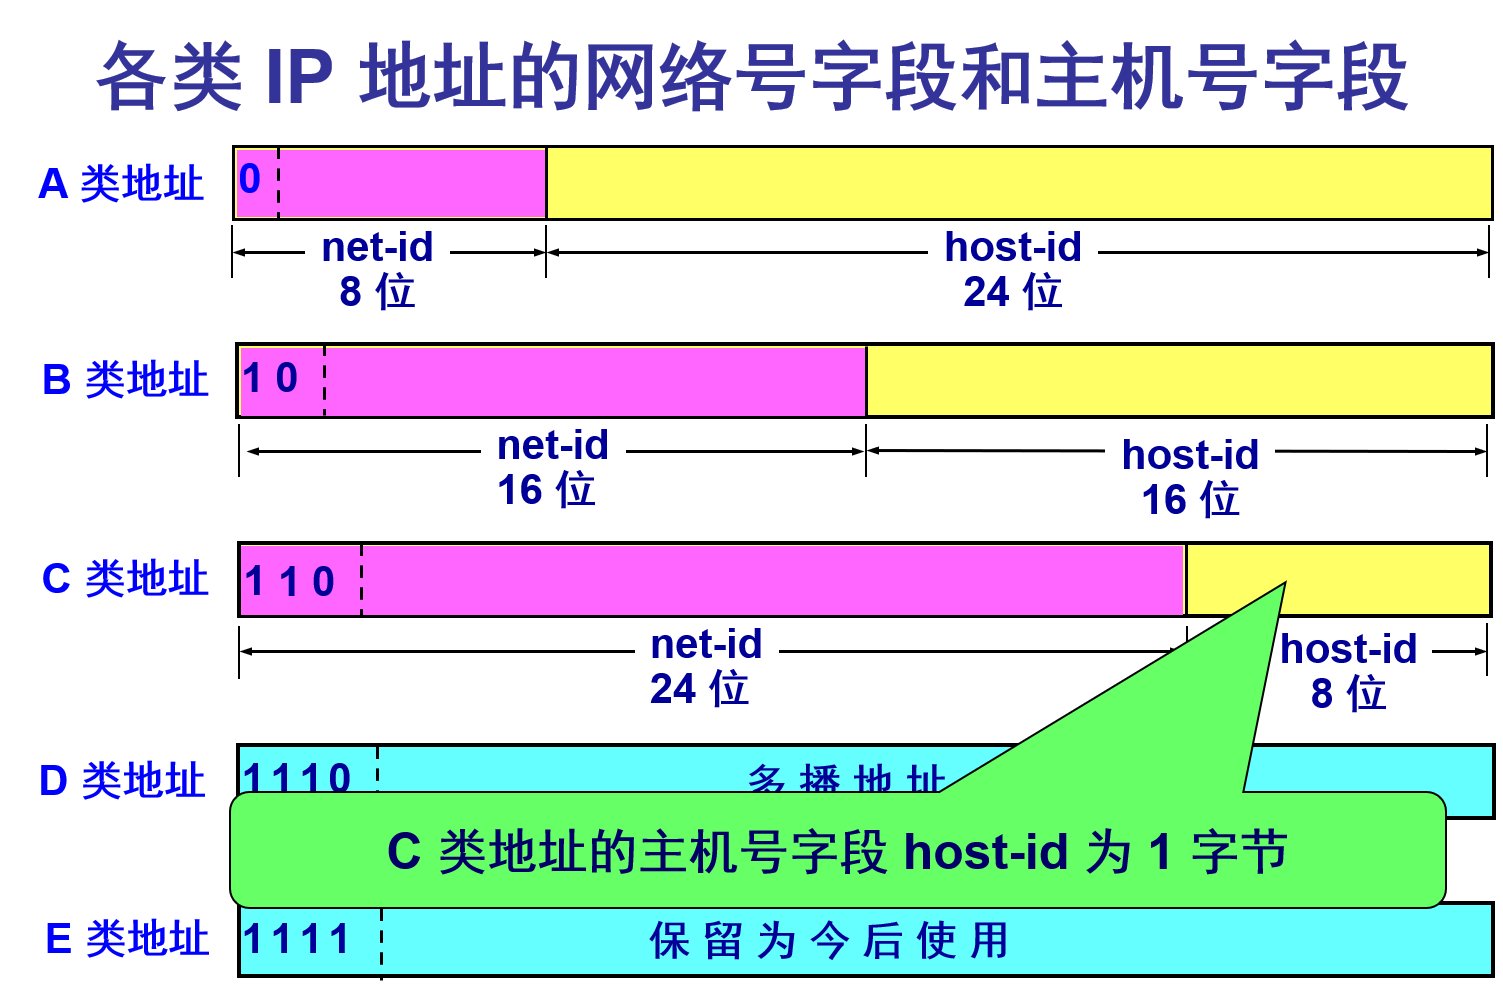 各类 IP 地址的网络号字段和主机号字段
A 类地址
0
net-id
8 位
host-id
24 位
B 类地址
1 0
net-id
16 位
host-id
16 位
C 类地址
1 1 0
net-id
24 位
host-id
8 位
D 类地址
1 1 1 0
多 播 地 址
C 类地址的主机号字段 host-id 为 1 字节
E 类地址
1 1 1 1
保 留 为 今 后 使 用